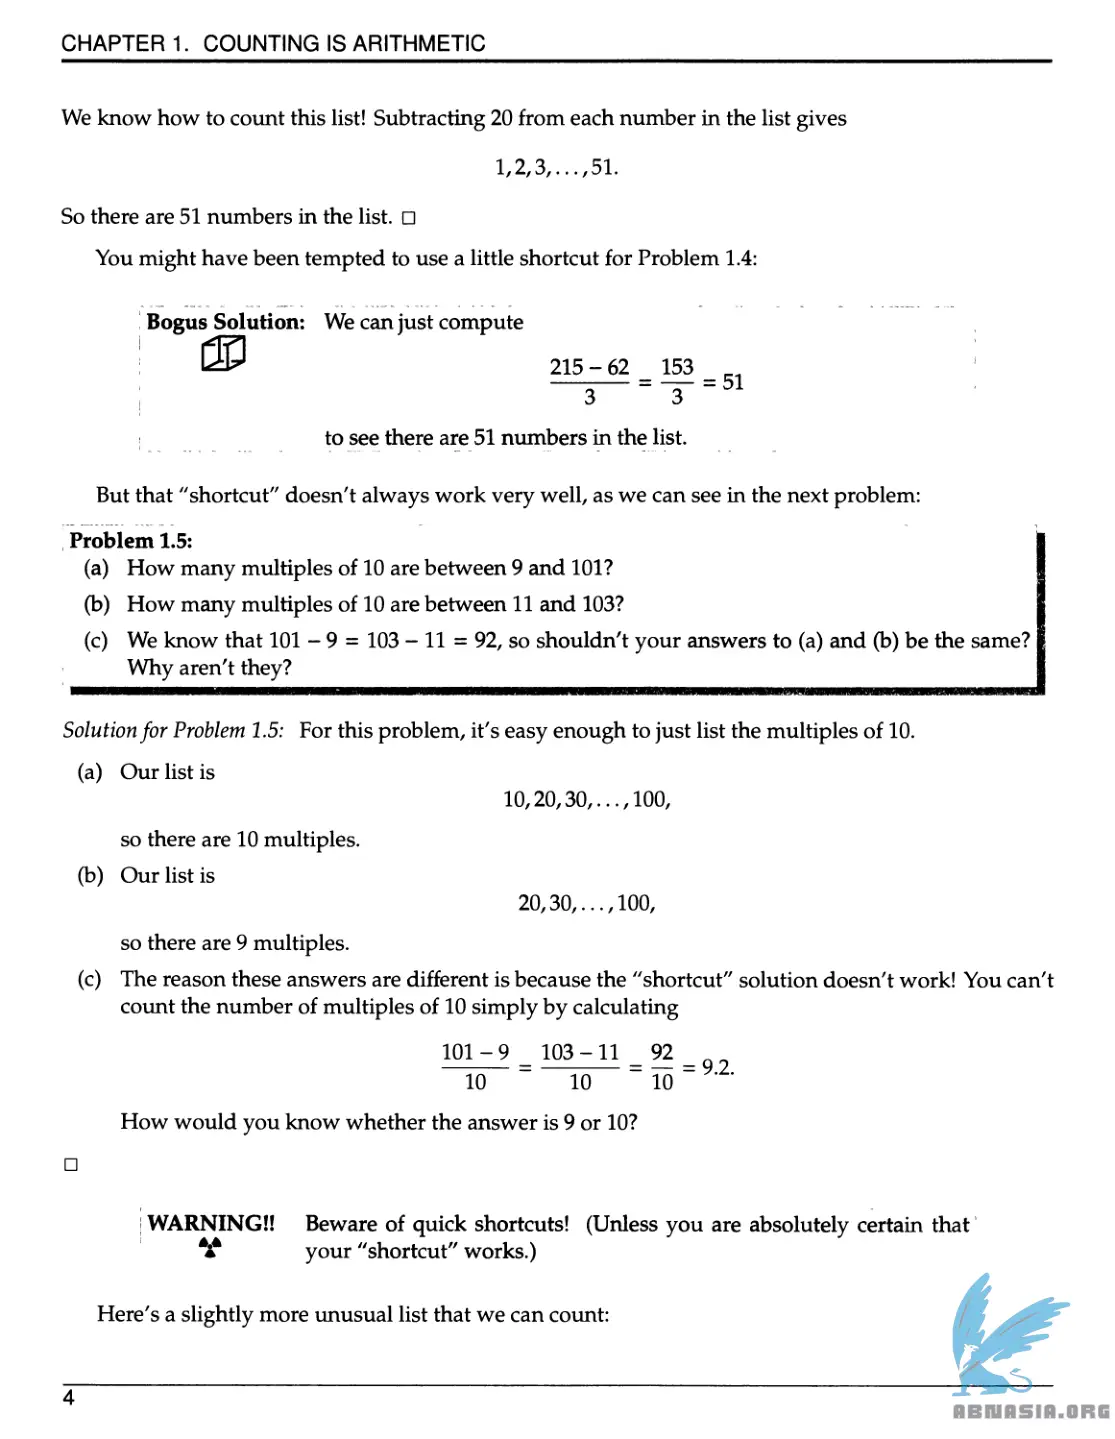 CHAPTER 1. COUNTING IS ARITHMETIC
We know how to count this list! Subtracting 20 from each number in the list gives
1, 2, 3, . . . , 51.
So there are 51 numbers in the list. □
You might have been tempted to use a little shortcut for Problem 1.4:
Bogus Solution: We can just compute
215 − 62 / 3 = 153 / 3 = 51
to see there are 51 numbers in the list.
But that "shortcut" doesn't always work very well, as we can see in the next problem:
Problem 1.5:
(a) How many multiples of 10 are between 9 and 101?
(b) How many multiples of 10 are between 11 and 103?
(c) We know that 101 − 9 = 103 − 11 = 92, so shouldn't your answers to (a) and (b) be the same?
Why aren't they?
Solution for Problem 1.5: For this problem, it's easy enough to just list the multiples of 10.
(a) Our list is
10, 20, 30, . . . , 100,
so there are 10 multiples.
(b) Our list is
20, 30, . . . , 100,
so there are 9 multiples.
(c) The reason these answers are different is because the "shortcut" solution doesn't work! You can't
count the number of multiples of 10 simply by calculating
101 − 9 / 10 = 103 − 11 / 10 = 92 / 10 = 9.2.
How would you know whether the answer is 9 or 10?
□
WARNING!! Beware of quick shortcuts! (Unless you are absolutely certain that
your "shortcut" works.)
Here's a slightly more unusual list that we can count:
4
ABNASIA.ORG